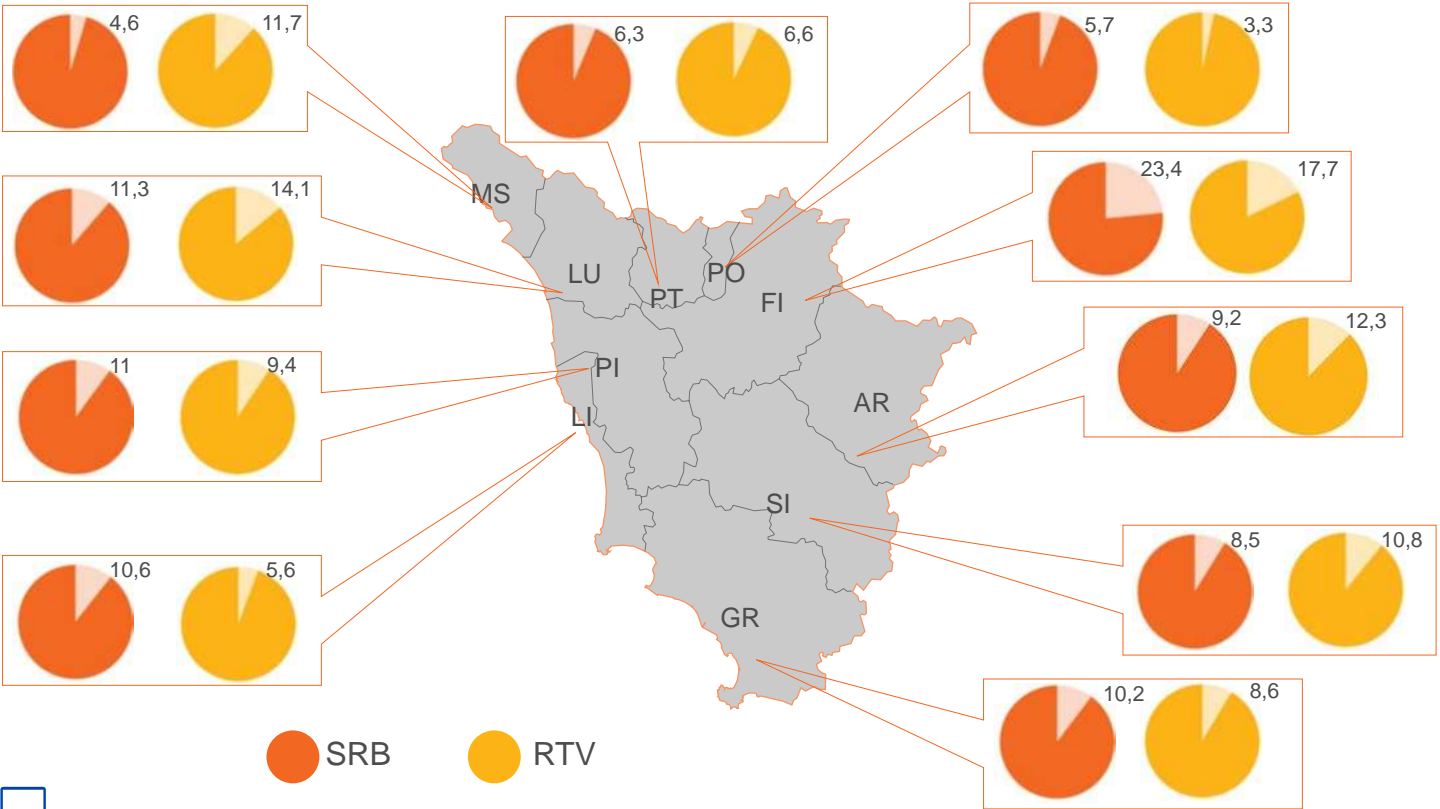 4,6 11,7
6,3 6,6
5,7 3,3
11,3 14,1
23,4 17,7
MS
LU
PT
PO
FI
9,2 12,3
11 9,4
PI
LI
AR
SI
8,5 10,8
10,6 5,6
GR
10,2 8,6
SRB RTV